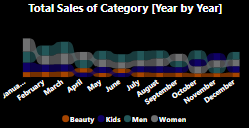 Total Sales of Category [Year by Year]
Janua...
February
March
April
May
June
July
August
September
October
November
December
Beauty Kids Men Women